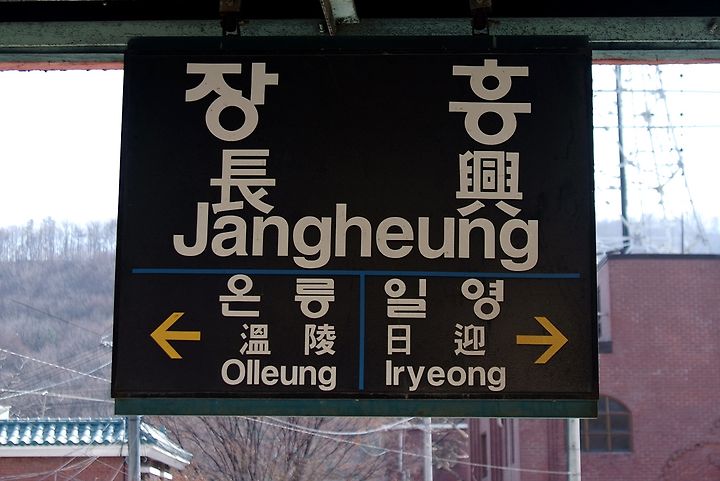 장 흥
長 興
Jangheung
온 릉 일 영
溫 陵 日 迎
Olleung Iryeong